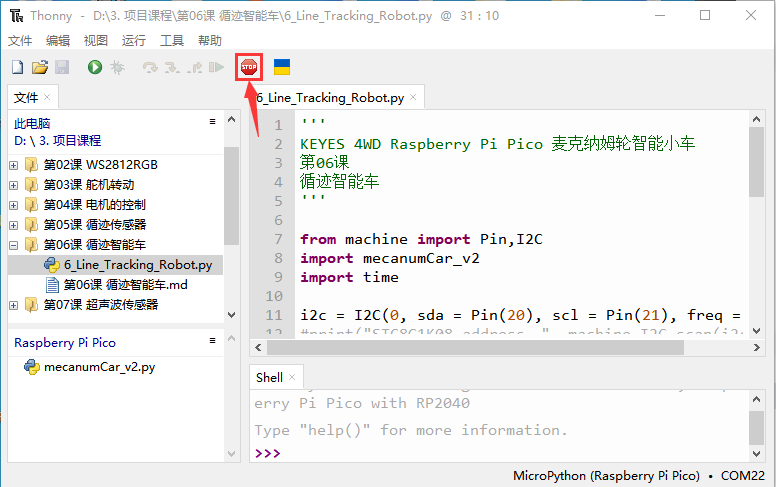 Thonny - D:\3. 项目课程\第06课 循迹智能车\6_Line_Tracking_Robot.py @ 31 : 10
文件 编辑 视图 运行 工具 帮助
STOP
文件 ×
此电脑
D: \ 3. 项目课程
第02课 WS2812RGB
第03课 舵机转动
第04课 电机的控制
第05课 循迹传感器
第06课 循迹智能车
6_Line_Tracking_Robot.py
第06课 循迹智能车.md
第07课 超声波传感器
Raspberry Pi Pico
mecanumCar_v2.py
6_Line_Tracking_Robot.py ×
1 '''
2 KEYES 4WD Raspberry Pi Pico 麦克纳姆轮智能小车
3 第06课
4 循迹智能车
5 '''
6
7 from machine import Pin,I2C
8 import mecanumCar_v2
9 import time
10
11 i2c = I2C(0, sda = Pin(20), scl = Pin(21), freq =
12
Shell ×
erry Pi Pico with RP2040
Type "help()" for more information.
>>>
MicroPython (Raspberry Pi Pico) • COM22